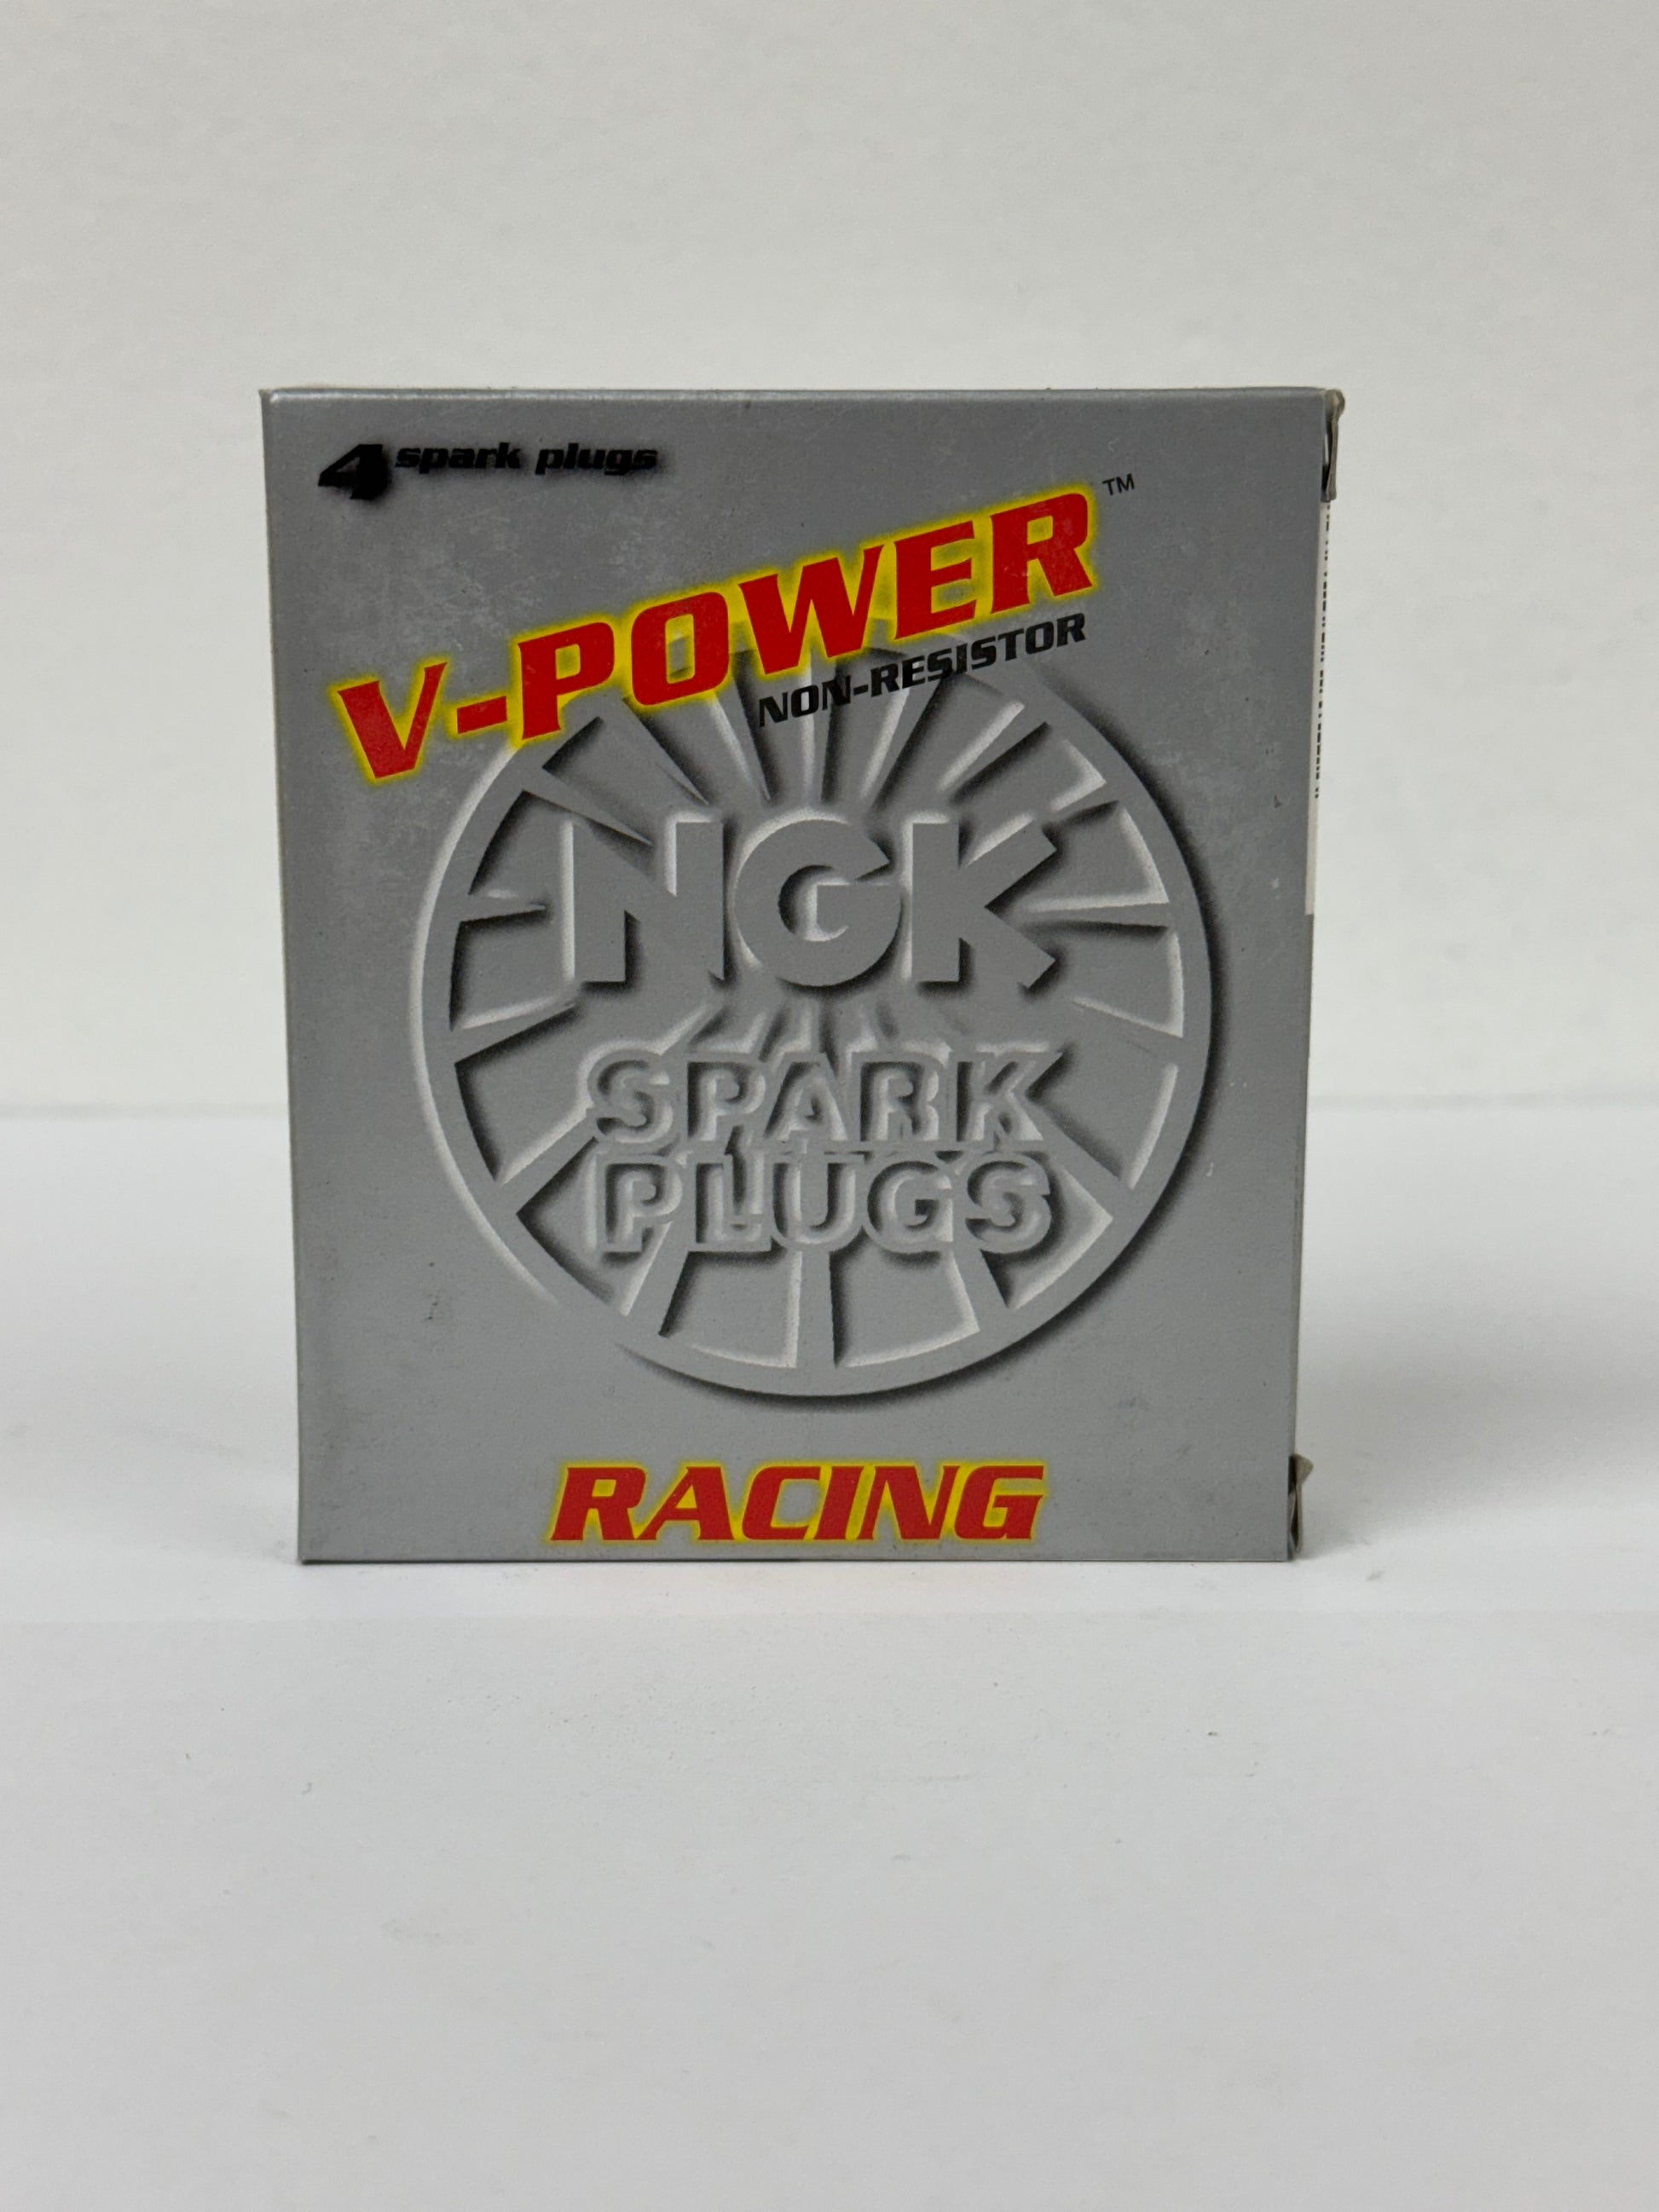 4 spark plugs
V-POWER™
NON-RESISTOR
NGK
SPARK
PLUGS
RACING